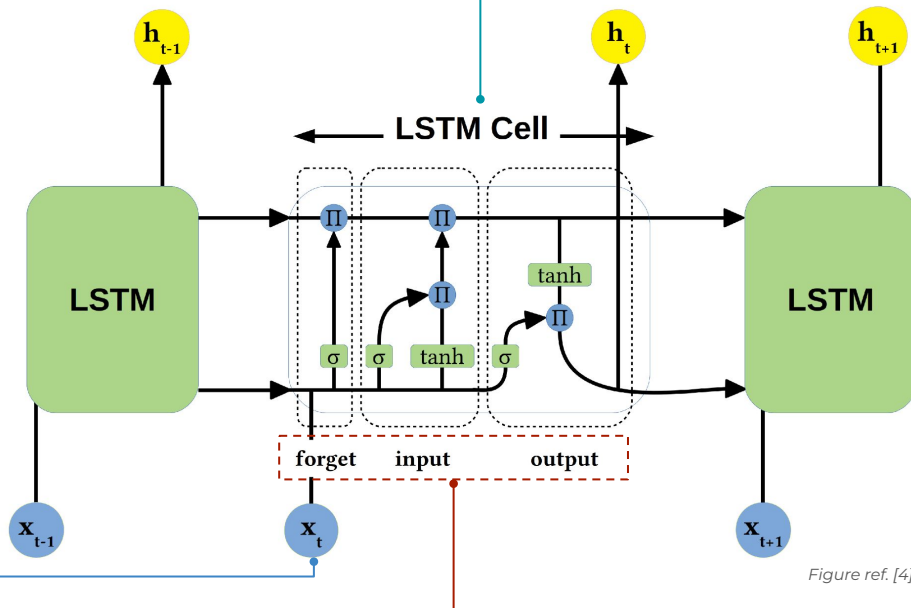 h t-1
h t
h t+1
LSTM Cell
Π
Π
tanh
LSTM
Π
Π
LSTM
σ
σ
tanh
σ
forget
input
output
x t-1
x t
x t+1
Figure ref. [4]